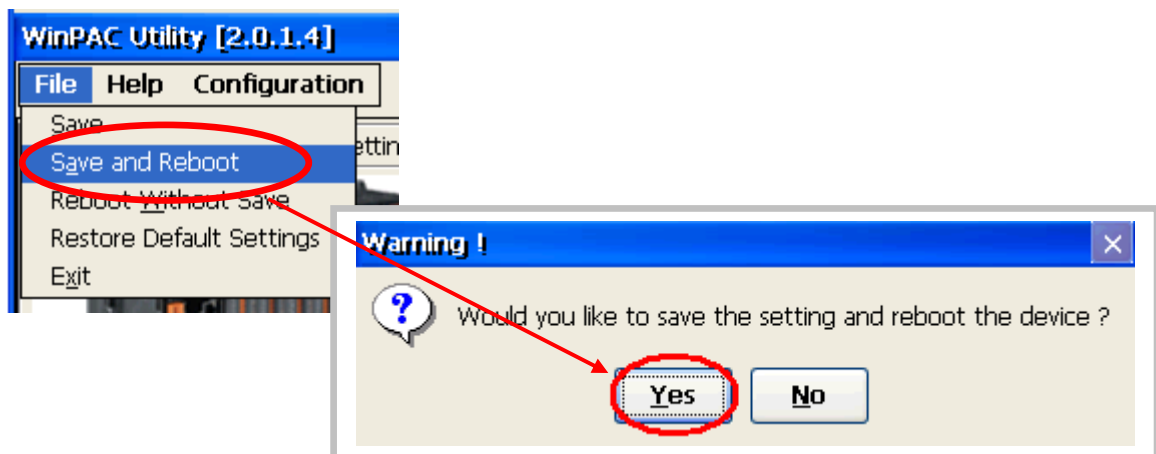 WinPAC Utility [2.0.1.4]
File Help Configuration
Save
Save and Reboot
Reboot Without Save
Restore Default Settings
Exit
Warning !
Would you like to save the setting and reboot the device ?
Yes No